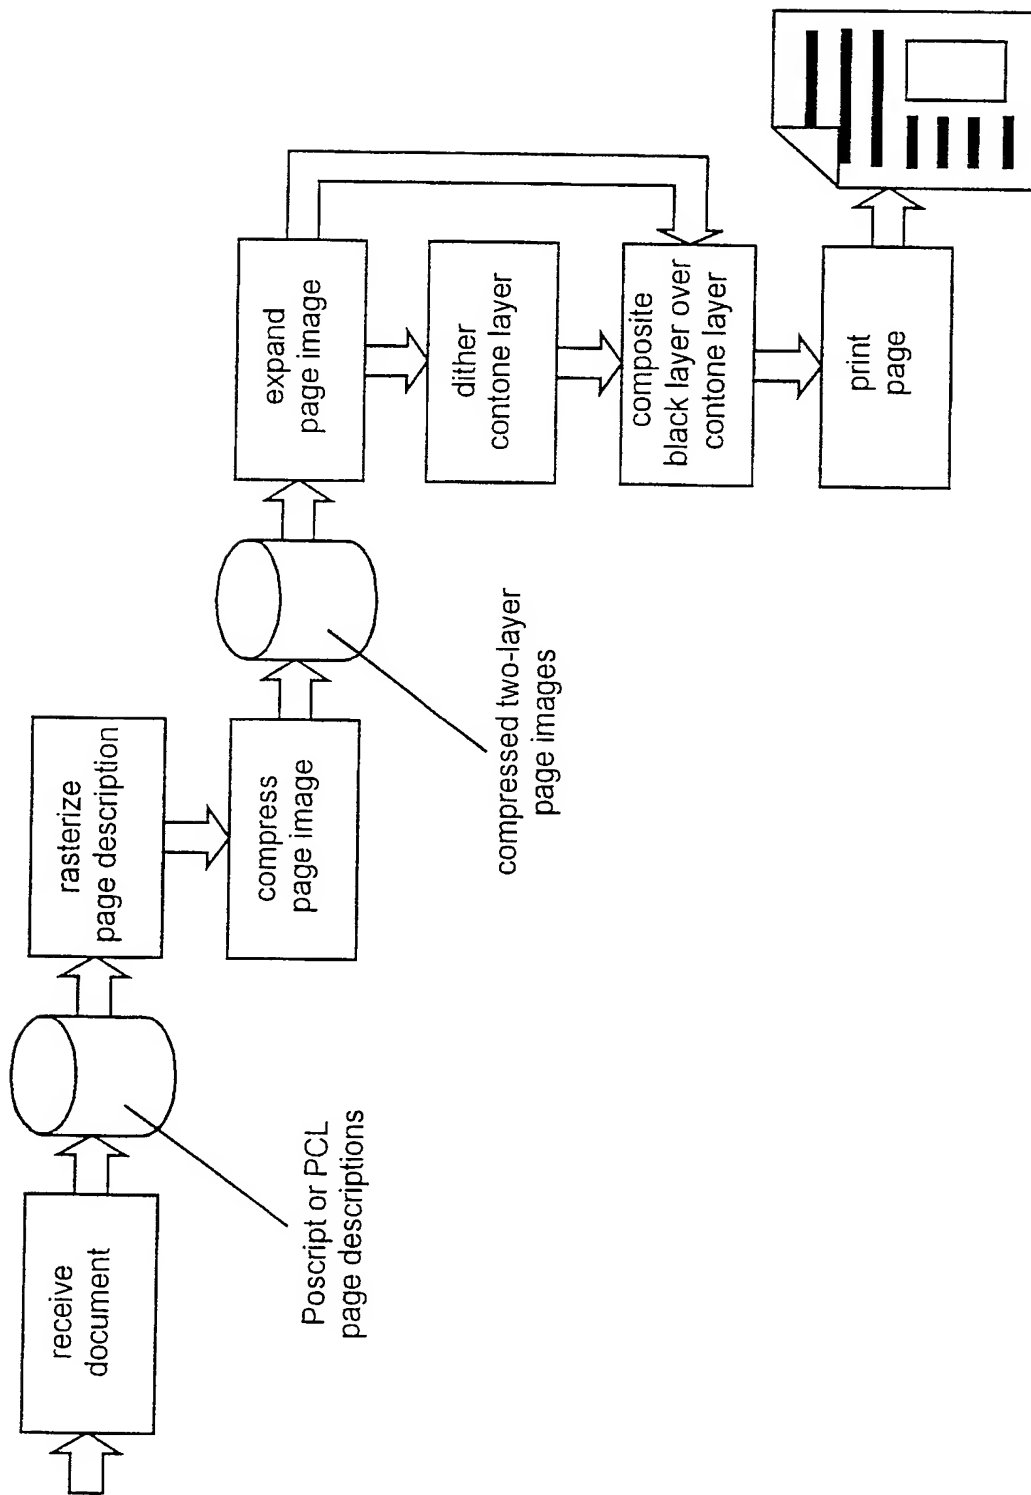 receive
document
Poscript or PCL
page descriptions
rasterize
page description
compress
page image
compressed two-layer
page images
expand
page image
dither
contone layer
composite
black layer over
contone layer
print
page